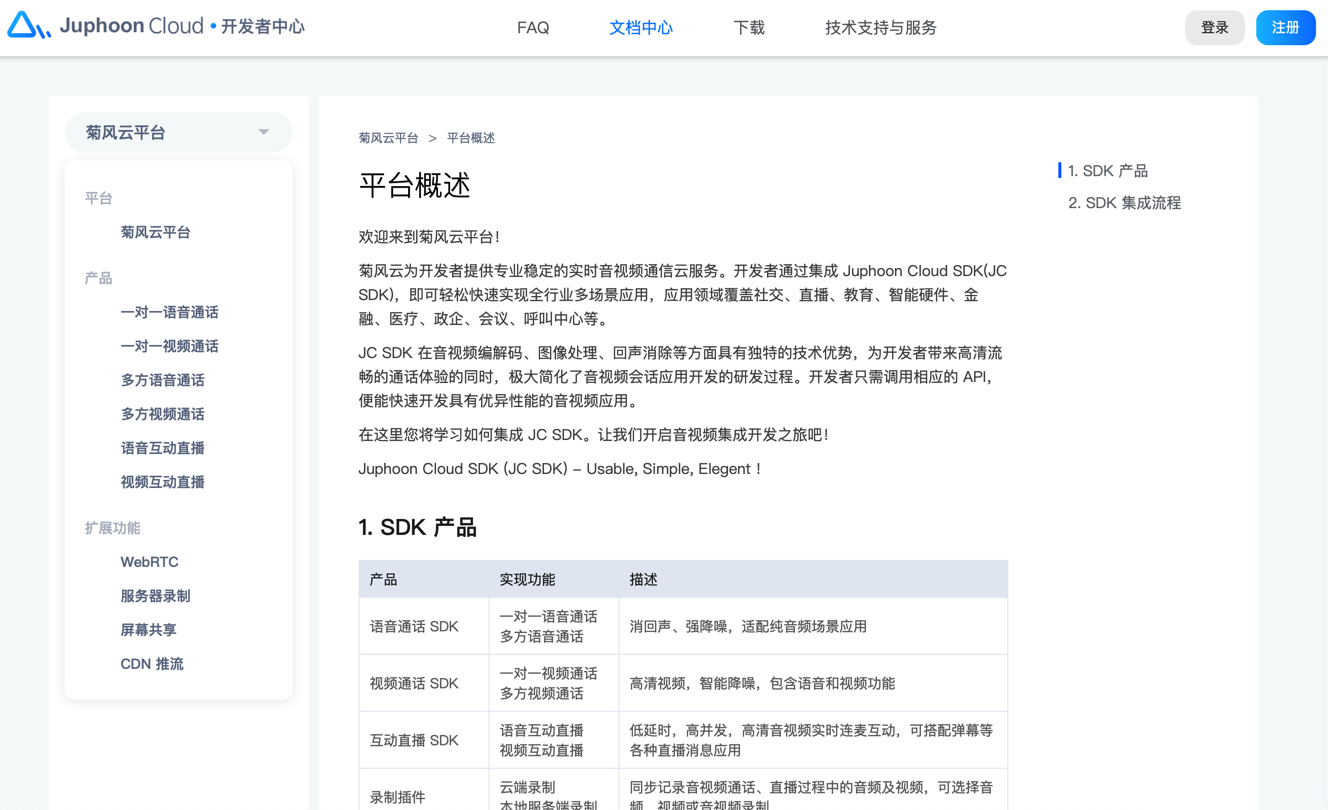 Juphoon Cloud • 开发者中心
FAQ
文档中心
下载
技术支持与服务
登录
注册
菊风云平台
平台
菊风云平台
产品
一对一语音通话
一对一视频通话
多方语音通话
多方视频通话
语音互动直播
视频互动直播
扩展功能
WebRTC
服务器录制
屏幕共享
CDN 推流
菊风云平台 > 平台概述
平台概述
欢迎来到菊风云平台！
菊风云为开发者提供专业稳定的实时音视频通信云服务。开发者通过集成 Juphoon Cloud SDK(JC
SDK)，即可轻松快速实现全行业多场景应用，应用领域覆盖社交、直播、教育、智能硬件、金
融、医疗、政企、会议、呼叫中心等。
JC SDK 在音视频编解码、图像处理、回声消除等方面具有独特的技术优势，为开发者带来高清流
畅的通话体验的同时，极大简化了音视频会话应用开发的研发过程。开发者只需调用相应的 API，
便能快速开发具有优异性能的音视频应用。
在这里您将学习如何集成 JC SDK。让我们开启音视频集成开发之旅吧！
Juphoon Cloud SDK (JC SDK) – Usable, Simple, Elegent！
1. SDK 产品
产品
实现功能
描述
语音通话 SDK
一对一语音通话
多方语音通话
消回声、强降噪，适配纯音频场景应用
视频通话 SDK
一对一视频通话
多方视频通话
高清视频，智能降噪，包含语音和视频功能
互动直播 SDK
语音互动直播
视频互动直播
低延时，高并发，高清音视频实时连麦互动，可搭配弹幕等
各种直播消息应用
录制插件
云端录制
本地服务端录制
同步记录音视频通话、直播过程中的音频及视频，可选择音
频、视频或音视频录制
1. SDK 产品
2. SDK 集成流程